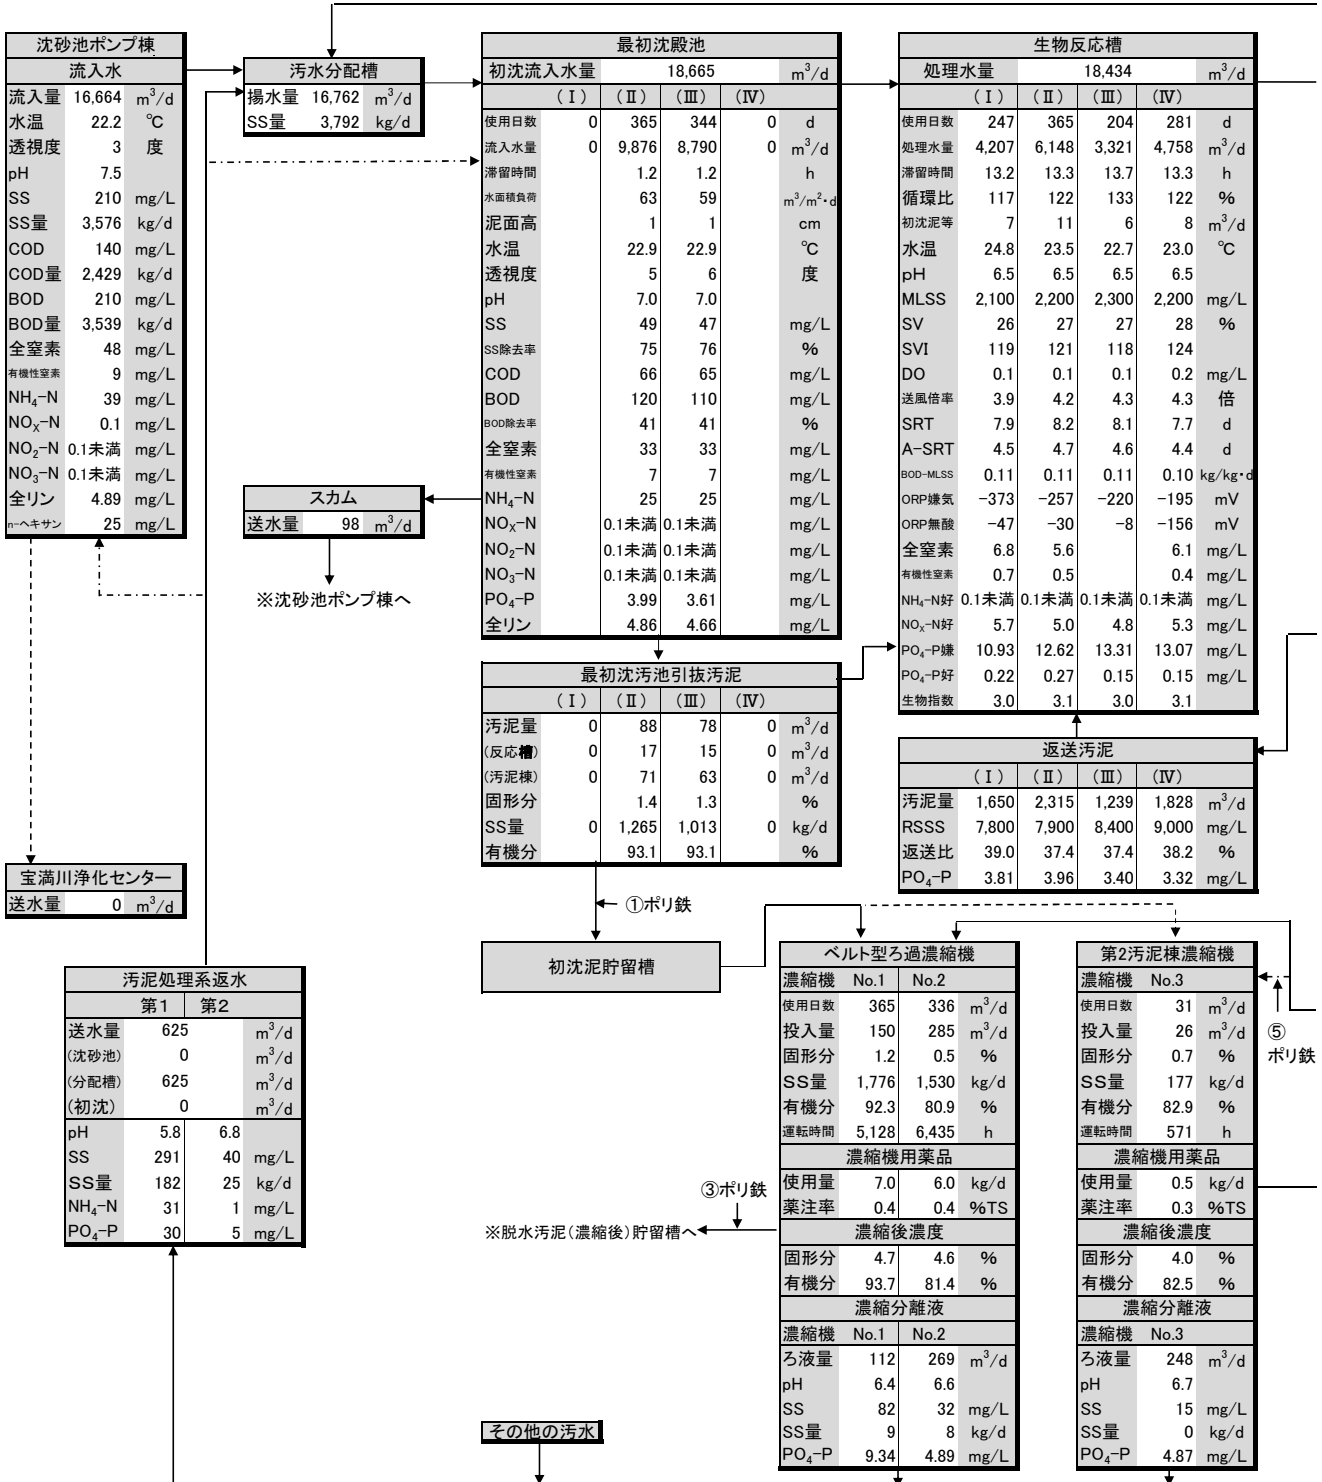 沈砂池ポンプ棟
流入水
流入量 16,664 m³/d
水温 22.2 ℃
透視度 3 度
pH 7.5
SS 210 mg/L
SS量 3,576 kg/d
COD 140 mg/L
COD量 2,429 kg/d
BOD 210 mg/L
BOD量 3,539 kg/d
全窒素 48 mg/L
有機性窒素 9 mg/L
NH₄-N 39 mg/L
NOₓ-N 0.1 mg/L
NO₂-N 0.1未満 mg/L
NO₃-N 0.1未満 mg/L
全リン 4.89 mg/L
n-ヘキサン 25 mg/L
汚水分配槽
揚水量 16,762 m³/d
SS量 3,792 kg/d
スカム
送水量 98 m³/d
※沈砂池ポンプ棟へ
宝満川浄化センター
送水量 0 m³/d
汚泥処理系返水
第1 第2
送水量 625 m³/d
(沈砂池) 0 m³/d
(分配槽) 625 m³/d
(初沈) 0 m³/d
pH 5.8 6.8
SS 291 40 mg/L
SS量 182 25 kg/d
NH₄-N 31 1 mg/L
PO₄-P 30 5 mg/L
最初沈殿池
初沈流入水量 18,665 m³/d
(Ⅰ) (Ⅱ) (Ⅲ) (Ⅳ)
使用日数 0 365 344 0 d
流入水量 0 9,876 8,790 0 m³/d
滞留時間 1.2 1.2 h
水面積負荷 63 59 m³/m²・d
泥面高 1 1 cm
水温 22.9 22.9 ℃
透視度 5 6 度
pH 7.0 7.0
SS 49 47 mg/L
SS除去率 75 76 %
COD 66 65 mg/L
BOD 120 110 mg/L
BOD除去率 41 41 %
全窒素 33 33 mg/L
有機性窒素 7 7 mg/L
NH₄-N 25 25 mg/L
NOₓ-N 0.1未満 0.1未満 mg/L
NO₂-N 0.1未満 0.1未満 mg/L
NO₃-N 0.1未満 0.1未満 mg/L
PO₄-P 3.99 3.61 mg/L
全リン 4.86 4.66 mg/L
最初沈汚池引抜汚泥
(Ⅰ) (Ⅱ) (Ⅲ) (Ⅳ)
汚泥量 0 88 78 0 m³/d
(反応槽) 0 17 15 0 m³/d
(汚泥棟) 0 71 63 0 m³/d
固形分 1.4 1.3 %
SS量 0 1,265 1,013 0 kg/d
有機分 93.1 93.1 %
①ポリ鉄
初沈泥貯留槽
生物反応槽
処理水量 18,434 m³/d
(Ⅰ) (Ⅱ) (Ⅲ) (Ⅳ)
使用日数 247 365 204 281 d
処理水量 4,207 6,148 3,321 4,758 m³/d
滞留時間 13.2 13.3 13.7 13.3 h
循環比 117 122 133 122 %
初沈泥等 7 11 6 8 m³/d
水温 24.8 23.5 22.7 23.0 ℃
pH 6.5 6.5 6.5 6.5
MLSS 2,100 2,200 2,300 2,200 mg/L
SV 26 27 27 28 %
SVI 119 121 118 124
DO 0.1 0.1 0.1 0.2 mg/L
送風倍率 3.9 4.2 4.3 4.3 倍
SRT 7.9 8.2 8.1 7.7 d
A-SRT 4.5 4.7 4.6 4.4 d
BOD-MLSS 0.11 0.11 0.11 0.10 kg/kg・d
ORP嫌気 -373 -257 -220 -195 mV
ORP無酸 -47 -30 -8 -156 mV
全窒素 6.8 5.6 6.1 mg/L
有機性窒素 0.7 0.5 0.4 mg/L
NH₄-N好 0.1未満 0.1未満 0.1未満 0.1未満 mg/L
NOₓ-N好 5.7 5.0 4.8 5.3 mg/L
PO₄-P嫌 10.93 12.62 13.31 13.07 mg/L
PO₄-P好 0.22 0.27 0.15 0.15 mg/L
生物指数 3.0 3.1 3.0 3.1
返送汚泥
(Ⅰ) (Ⅱ) (Ⅲ) (Ⅳ)
汚泥量 1,650 2,315 1,239 1,828 m³/d
RSSS 7,800 7,900 8,400 9,000 mg/L
返送比 39.0 37.4 37.4 38.2 %
PO₄-P 3.81 3.96 3.40 3.32 mg/L
ベルト型ろ過濃縮機
濃縮機 No.1 No.2
使用日数 365 336 m³/d
投入量 150 285 m³/d
固形分 1.2 0.5 %
SS量 1,776 1,530 kg/d
有機分 92.3 80.9 %
運転時間 5,128 6,435 h
濃縮機用薬品
使用量 7.0 6.0 kg/d
薬注率 0.4 0.4 %TS
濃縮後濃度
固形分 4.7 4.6 %
有機分 93.7 81.4 %
濃縮分離液
濃縮機 No.1 No.2
ろ液量 112 269 m³/d
pH 6.4 6.6
SS 82 32 mg/L
SS量 9 8 kg/d
PO₄-P 9.34 4.89 mg/L
③ポリ鉄
※脱水汚泥(濃縮後)貯留槽へ
その他の汚水
第2汚泥棟濃縮機
濃縮機 No.3
使用日数 31 m³/d
投入量 26 m³/d
固形分 0.7 %
SS量 177 kg/d
有機分 82.9 %
運転時間 571 h
濃縮機用薬品
使用量 0.5 kg/d
薬注率 0.3 %TS
濃縮後濃度
固形分 4.0 %
有機分 82.5 %
濃縮分離液
濃縮機 No.3
ろ液量 248 m³/d
pH 6.7
SS 15 mg/L
SS量 0 kg/d
PO₄-P 4.87 mg/L
⑤
ポリ鉄